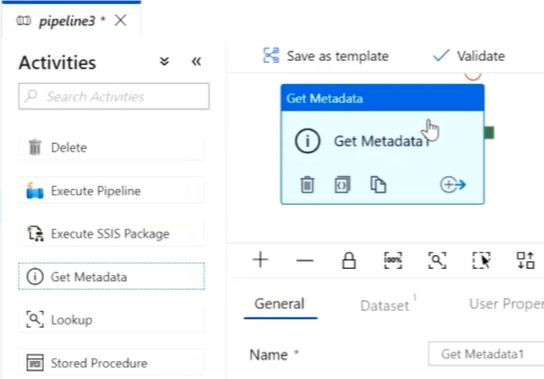 pipeline3 *
Activities
Search Activities
Delete
Execute Pipeline
Execute SSIS Package
Get Metadata
Lookup
Stored Procedure
Save as template
Validate
Get Metadata
Get Metadata1
100%
General
Dataset 1
User Proper
Name *
Get Metadata1